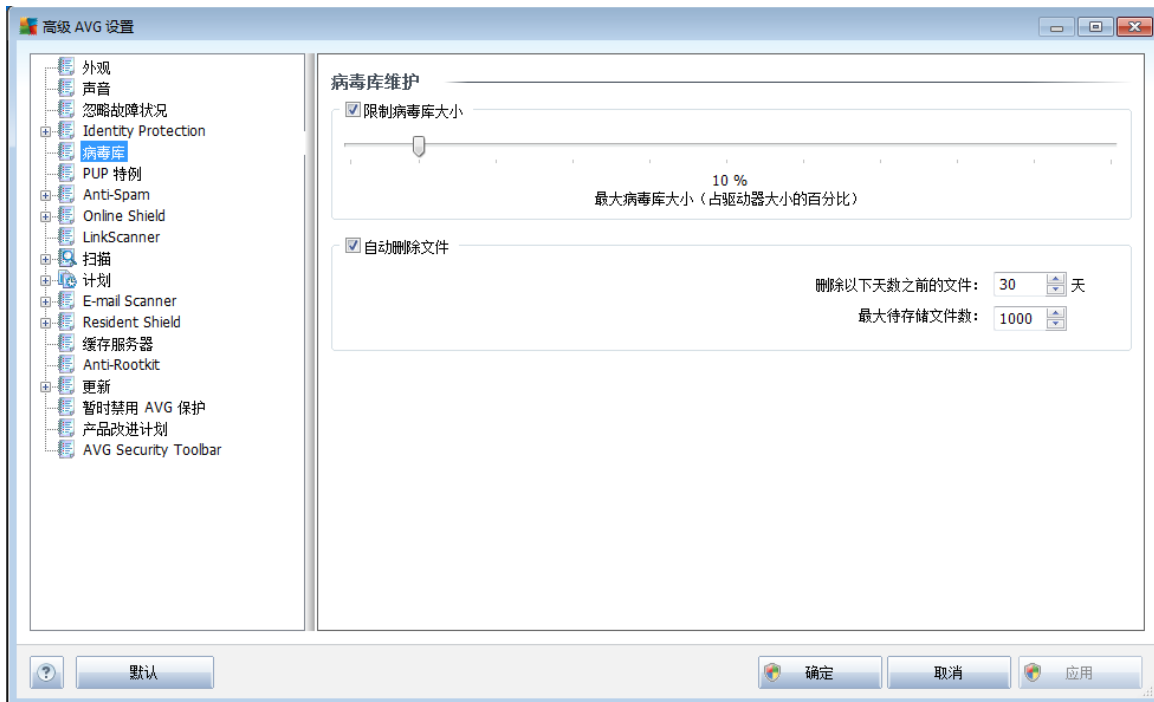 高级 AVG 设置
外观
声音
忽略故障状况
Identity Protection
病毒库
PUP 特例
Anti-Spam
Online Shield
LinkScanner
扫描
计划
E-mail Scanner
Resident Shield
缓存服务器
Anti-Rootkit
更新
暂时禁用 AVG 保护
产品改进计划
AVG Security Toolbar
病毒库维护
限制病毒库大小
10 %
最大病毒库大小（占驱动器大小的百分比）
自动删除文件
删除以下天数之前的文件： 30 天
最大待存储文件数： 1000
? 默认 确定 取消 应用